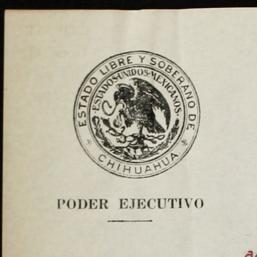 ESTADO LIBRE Y SOBERANO DE
CHIHUAHUA
ESTADOS·UNIDOS·MEXICANOS
PODER EJECUTIVO